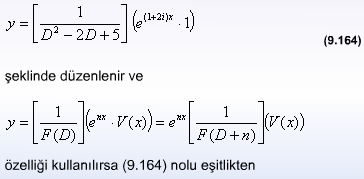 y = [1 / (D² − 2D + 5)] (e^{(1+2i)x} · 1)
(9.164)
şeklinde düzenlenir ve
y = [1 / F(D)] (e^{nx} · V(x)) = e^{nx} [1 / F(D + n)] (V(x))
özelliği kullanılırsa (9.164) nolu eşitlikten